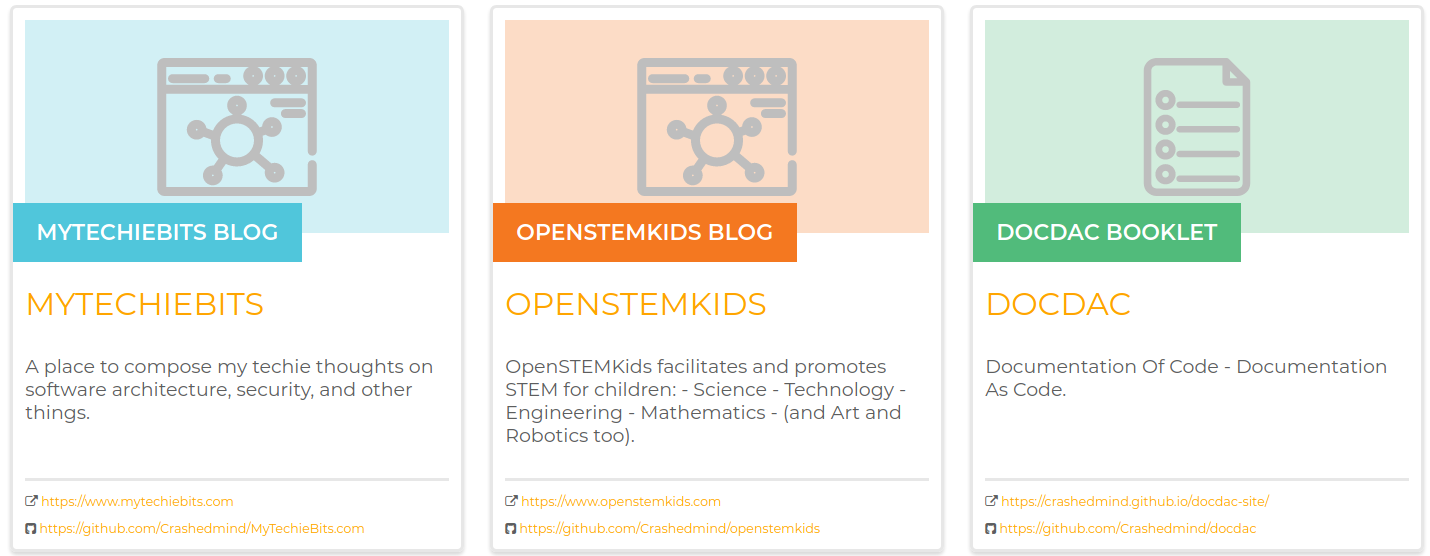 MYTECHIEBITS BLOG
MYTECHIEBITS
A place to compose my techie thoughts on
software architecture, security, and other
things.
https://www.mytechiebits.com
https://github.com/Crashedmind/MyTechieBits.com
OPENSTEMKIDS BLOG
OPENSTEMKIDS
OpenSTEMKids facilitates and promotes
STEM for children: - Science - Technology -
Engineering - Mathematics - (and Art and
Robotics too).
https://www.openstemkids.com
https://github.com/Crashedmind/openstemkids
DOCDAC BOOKLET
DOCDAC
Documentation Of Code - Documentation
As Code.
https://crashedmind.github.io/docdac-site/
https://github.com/Crashedmind/docdac